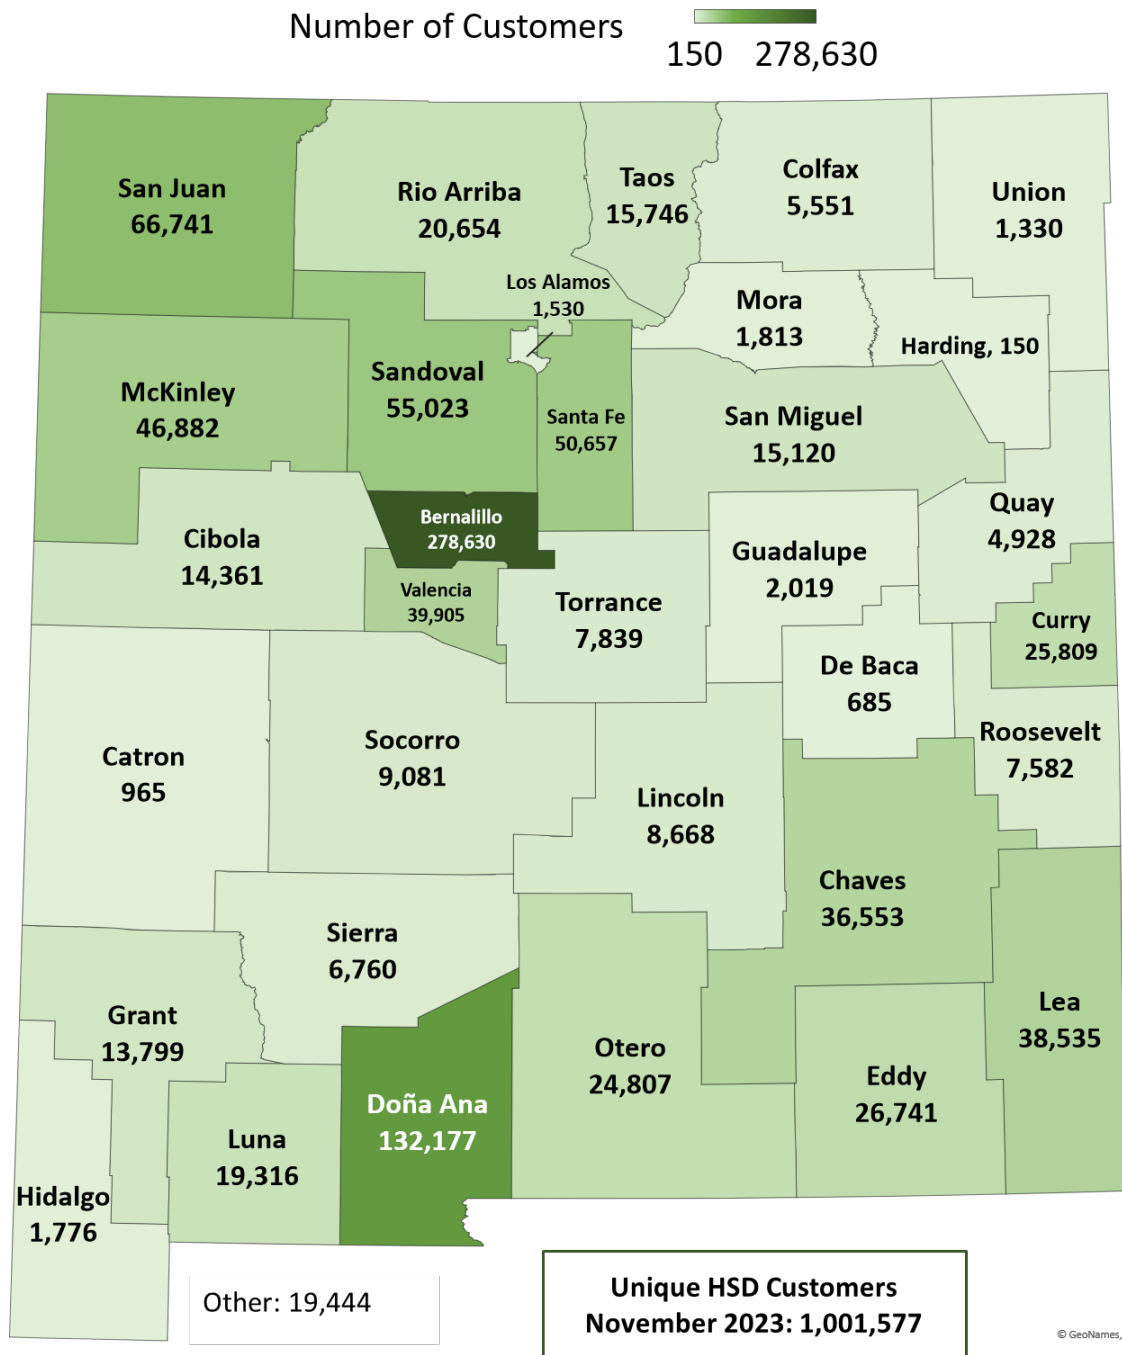 Number of Customers
150 278,630
San Juan
66,741
Rio Arriba
20,654
Taos
15,746
Colfax
5,551
Union
1,330
Los Alamos
1,530
Mora
1,813
Harding, 150
McKinley
46,882
Sandoval
55,023
Santa Fe
50,657
San Miguel
15,120
Quay
4,928
Bernalillo
278,630
Cibola
14,361
Guadalupe
2,019
Valencia
39,905
Torrance
7,839
Curry
25,809
De Baca
685
Roosevelt
7,582
Catron
965
Socorro
9,081
Lincoln
8,668
Chaves
36,553
Sierra
6,760
Grant
13,799
Lea
38,535
Otero
24,807
Eddy
26,741
Doña Ana
132,177
Luna
19,316
Hidalgo
1,776
Other: 19,444
Unique HSD Customers
November 2023: 1,001,577
© GeoNames,